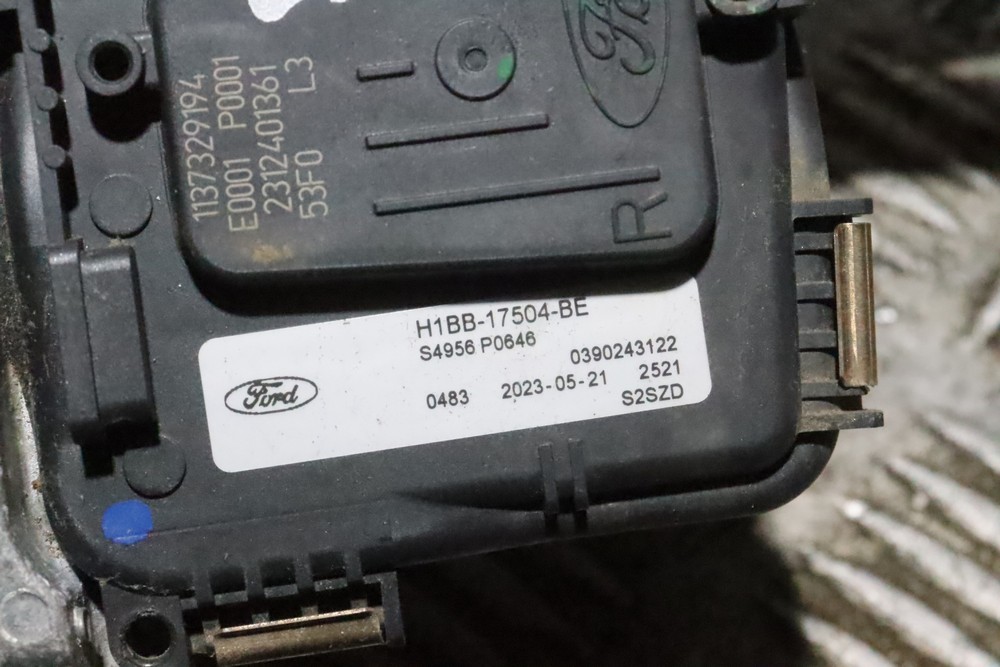 1137329194
E0001 P0001
2312401361
53F0 L3
Ford
R
H1BB-17504-BE
S4956 P0646
0390243122
Ford
0483 2023-05-21 2521
S2SZD